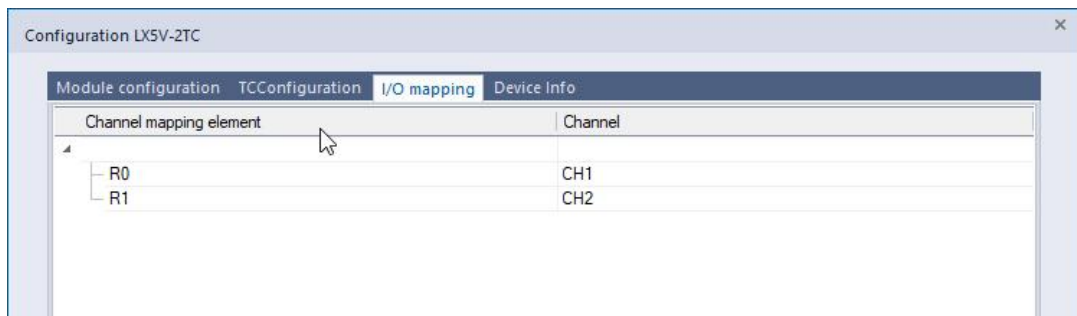 Configuration LX5V-2TC
Module configuration TCConfiguration I/O mapping Device Info
Channel mapping element Channel
R0 CH1
R1 CH2